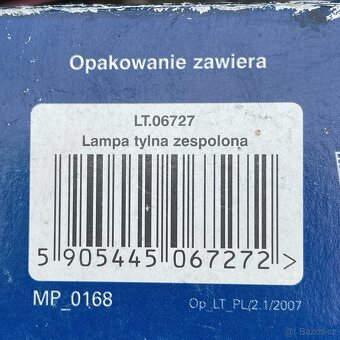 Opakowanie zawiera
LT.06727
Lampa tylna zespolona
5 905445 067272 >
MP_0168
Op_LT_PL/2.1/2007